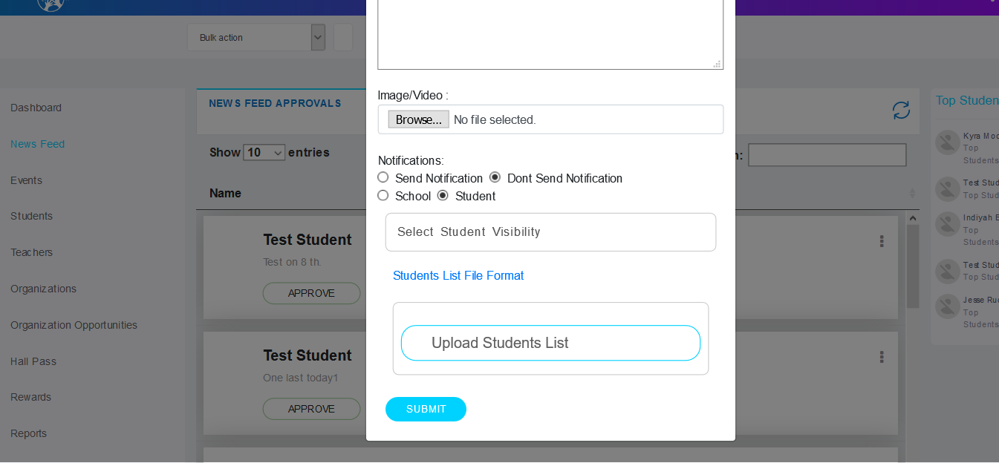 Bulk action
Image/Video :
Browse... No file selected.
Notifications:
Send Notification Dont Send Notification
School Student
Select Student Visibility
Students List File Format
Upload Students List
SUBMIT
Dashboard
News Feed
Events
Students
Teachers
Organizations
Organization Opportunities
Hall Pass
Rewards
Reports
NEWS FEED APPROVALS
Show 10 entries
Name
Test Student
Test on 8 th.
APPROVE
Test Student
One last today1
APPROVE
Top Studen
Kyra Moo
Top
Students
Test Stud
Top Stud
Indiyah B
Top
Students
Test Stud
Top Stud
Jesse Ru
Top
Students